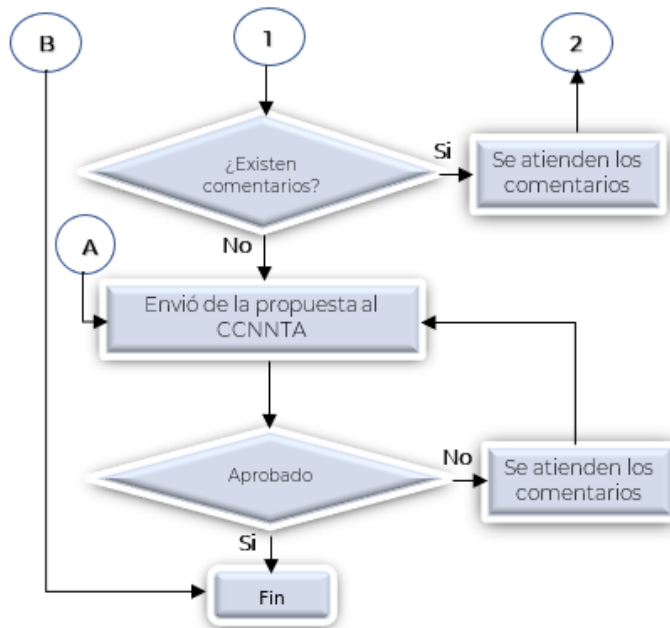 B
1
2
¿Existen
comentarios?
Si
Se atienden los
comentarios
No
A
Envió de la propuesta al
CCNNTA
Aprobado
No
Se atienden los
comentarios
Si
Fin